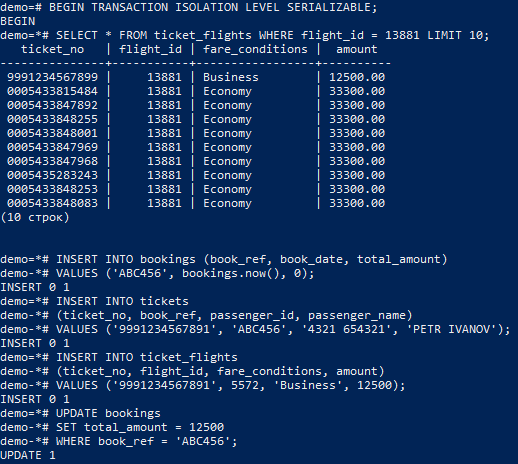 demo=# BEGIN TRANSACTION ISOLATION LEVEL SERIALIZABLE;
BEGIN
demo=*# SELECT * FROM ticket_flights WHERE flight_id = 13881 LIMIT 10;
   ticket_no   | flight_id | fare_conditions |  amount
---------------+-----------+-----------------+----------
 9991234567899 |     13881 | Business        | 12500.00
 0005433815484 |     13881 | Economy         | 33300.00
 0005433847892 |     13881 | Economy         | 33300.00
 0005433848255 |     13881 | Economy         | 33300.00
 0005433848001 |     13881 | Economy         | 33300.00
 0005433847969 |     13881 | Economy         | 33300.00
 0005433847968 |     13881 | Economy         | 33300.00
 0005435283243 |     13881 | Economy         | 33300.00
 0005433848253 |     13881 | Economy         | 33300.00
 0005433848083 |     13881 | Economy         | 33300.00
(10 строк)
demo=*# INSERT INTO bookings (book_ref, book_date, total_amount)
demo-*# VALUES ('ABC456', bookings.now(), 0);
INSERT 0 1
demo=*# INSERT INTO tickets
demo-*# (ticket_no, book_ref, passenger_id, passenger_name)
demo-*# VALUES ('9991234567891', 'ABC456', '4321 654321', 'PETR IVANOV');
INSERT 0 1
demo=*# INSERT INTO ticket_flights
demo-*# (ticket_no, flight_id, fare_conditions, amount)
demo-*# VALUES ('9991234567891', 5572, 'Business', 12500);
INSERT 0 1
demo=*# UPDATE bookings
demo-*# SET total_amount = 12500
demo-*# WHERE book_ref = 'ABC456';
UPDATE 1